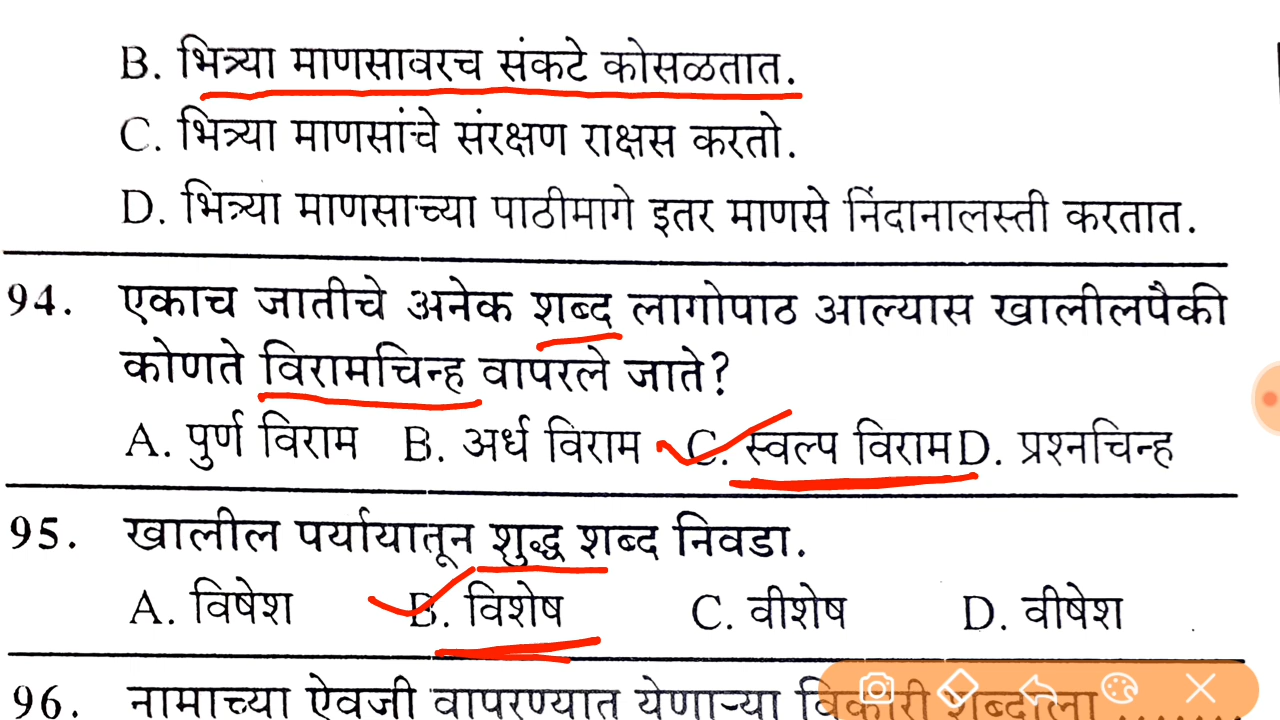 B. भित्र्या माणसावरच संकटे कोसळतात.
C. भित्र्या माणसांचे संरक्षण राक्षस करतो.
D. भित्र्या माणसाच्या पाठीमागे इतर माणसे निंदानालस्ती करतात.
94. एकाच जातीचे अनेक शब्द लागोपाठ आल्यास खालीलपैकी
कोणते विरामचिन्ह वापरले जाते?
A. पुर्ण विराम B. अर्ध विराम C. स्वल्प विराम D. प्रश्नचिन्ह
95. खालील पर्यायातून शुद्ध शब्द निवडा.
A. विषेश B. विशेष C. वीशेष D. वीषेश
96. नामाच्या ऐवजी वापरण्यात येणाऱ्या विकारी शब्दाला